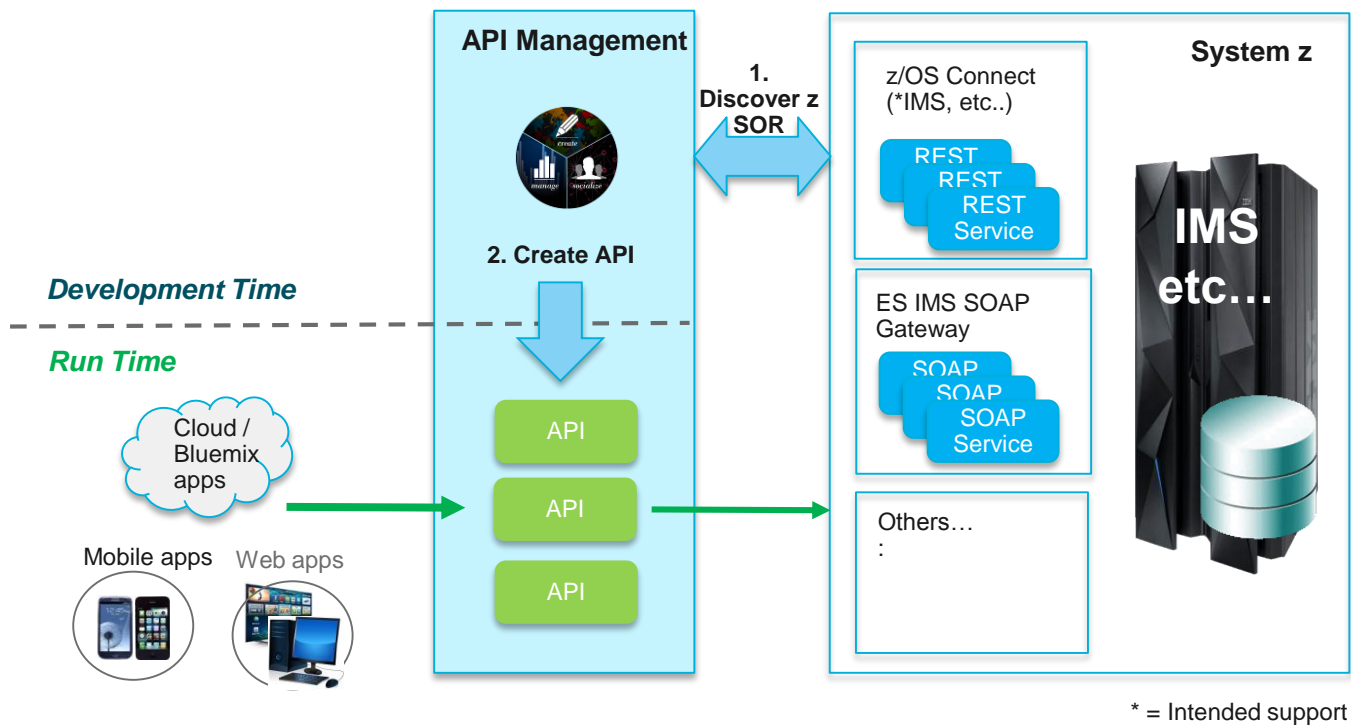 API Management
create
manage
socialize
2. Create API
1.
Discover z
SOR
System z
z/OS Connect
(*IMS, etc..)
REST
REST
REST
Service
ES IMS SOAP
Gateway
SOAP
SOAP
SOAP
Service
Others…
:
IMS
etc…
Development Time
Run Time
Cloud /
Bluemix
apps
Mobile apps
Web apps
API
API
API
* = Intended support